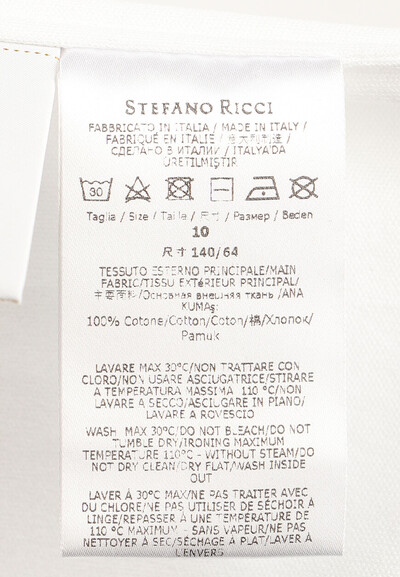 STEFANO RICCI
FABBRICATO IN ITALIA / MADE IN ITALY /
FABRIQUÉ EN ITALIE / 意大利制造 /
СДЕЛАНО В ИТАЛИИ / ITALYA'DA
ÜRETILMIŞTIR
30
Taglia / Size / Taille / 尺寸 / Размер / Beden
10
尺寸 140/64
TESSUTO ESTERNO PRINCIPALE/MAIN
FABRIC/TISSU EXTÉRIEUR PRINCIPAL/
主要面料/Основная внешняя ткань /ANA
KUMAŞ:
100% Cotone/Cotton/Coton/棉/Хлопок/
Pamuk
LAVARE MAX 30°C/NON TRATTARE CON
CLORO/NON USARE ASCIUGATRICE/STIRARE
A TEMPERATURA MASSIMA 110 °C/NON
LAVARE A SECCO/ASCIUGARE IN PIANO/
LAVARE A ROVESCIO
WASH MAX 30°C/DO NOT BLEACH/DO NOT
TUMBLE DRY/IRONING MAXIMUM
TEMPERATURE 110°C - WITHOUT STEAM/DO
NOT DRY CLEAN/DRY FLAT/WASH INSIDE
OUT
LAVER À 30°C MAX/NE PAS TRAITER AVEC
DU CHLORE/NE PAS UTILISER DE SÉCHOIR À
LINGE/REPASSER À UNE TEMPÉRATURE DE
110 °C MAXIMUM - SANS VAPEUR/NE PAS
NETTOYER À SEC/SÉCHAGE À PLAT/LAVER À
L'ENVERS